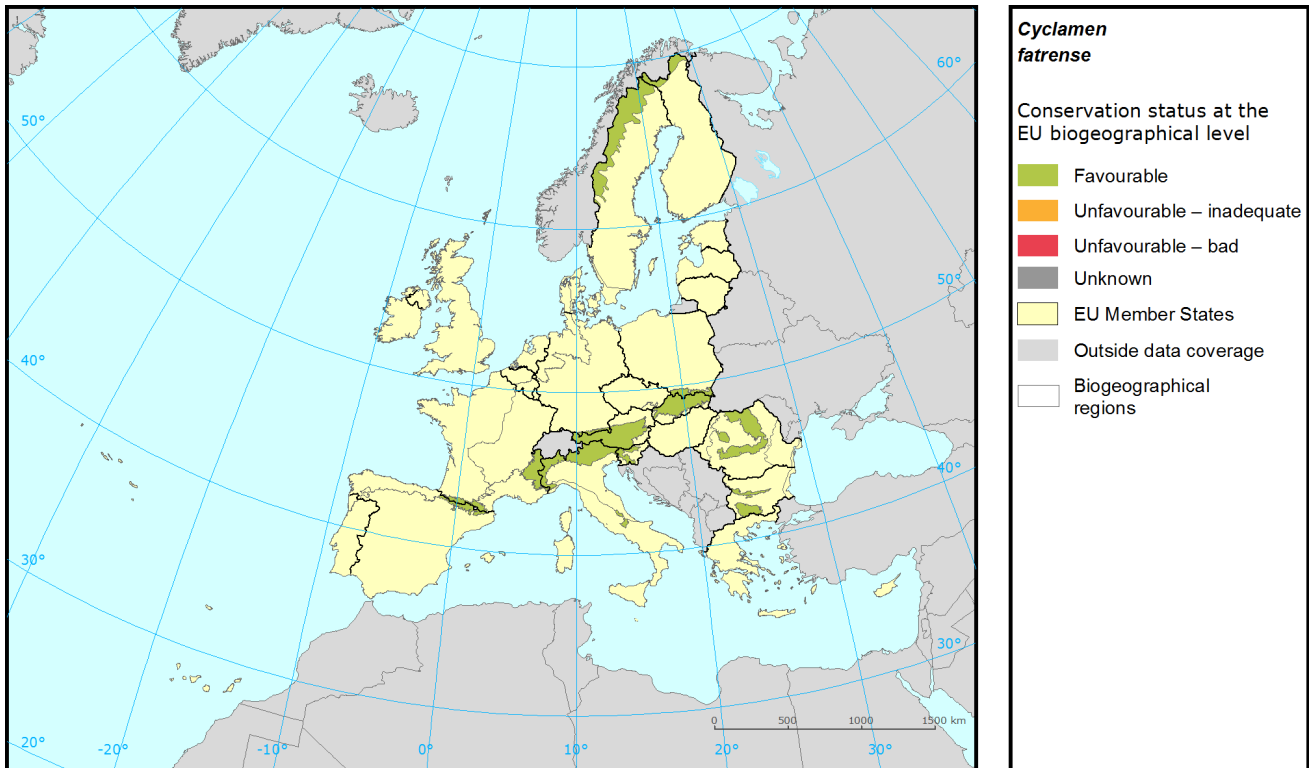 Cyclamen
fatrense
Conservation status at the
EU biogeographical level
Favourable
Unfavourable – inadequate
Unfavourable – bad
Unknown
EU Member States
Outside data coverage
Biogeographical
regions
60°
50°
50°
40°
40°
30°
30°
0 500 1000 1500 km
20° -20° -10° 0° 10° 20° 30°